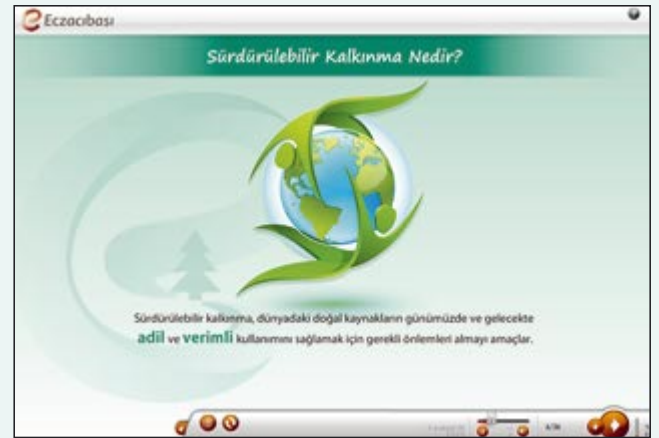 Eczacıbaşı
Sürdürülebilir Kalkınma Nedir?
Sürdürülebilir kalkınma, dünyadaki doğal kaynakların günümüzde ve gelecekte
adil ve verimli kullanımını sağlamak için gerekli önlemleri almayı amaçlar.